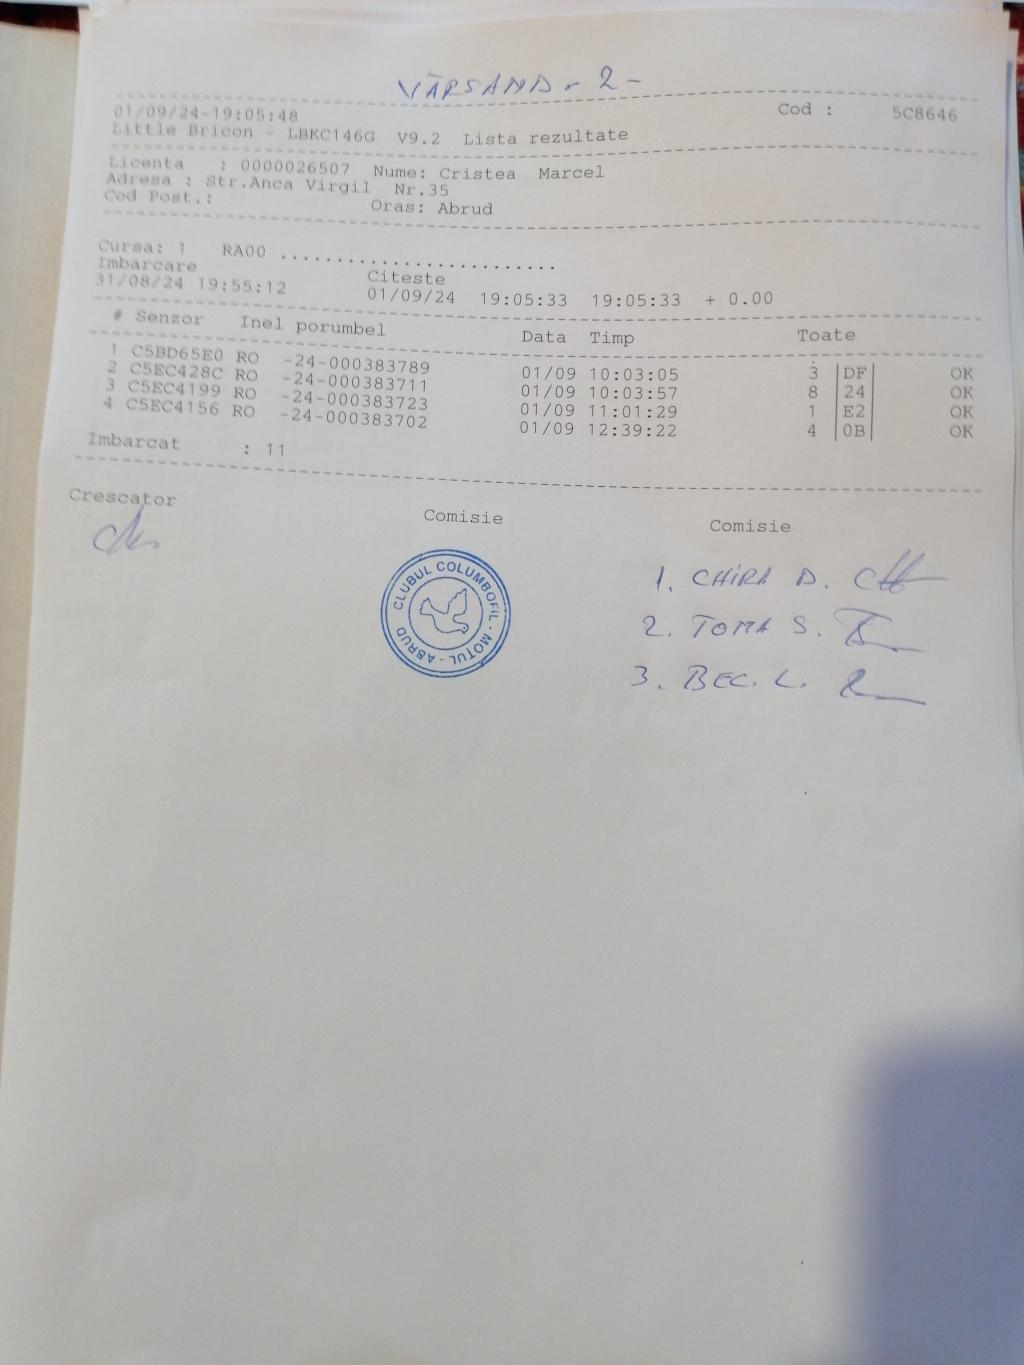 VĂRSAND - 2 -
01/09/24-19:05:48 Cod : 5C8646
Little Bricon - LBKC146G V9.2 Lista rezultate
Licenta : 0000026507 Nume: Cristea Marcel
Adresa : Str.Anca Virgil Nr.35
Cod Post.: Oras: Abrud
Cursa: 1 RA00 .........................
Imbarcare Citeste
31/08/24 19:55:12 01/09/24 19:05:33 19:05:33 + 0.00
# Senzor Inel porumbel Data Timp Toate
1 C5BD65E0 RO -24-000383789 01/09 10:03:05 3 |DF| OK
2 C5EC428C RO -24-000383711 01/09 10:03:57 8 |24| OK
3 C5EC4199 RO -24-000383723 01/09 11:01:29 1 |E2| OK
4 C5EC4156 RO -24-000383702 01/09 12:39:22 4 |0B| OK
Imbarcat : 11
Crescator Comisie Comisie
CLUBUL COLUMBOFIL - MOTUL - ABRUD
1. CHIRA D.
2. TOMA S.
3. BEC. L.